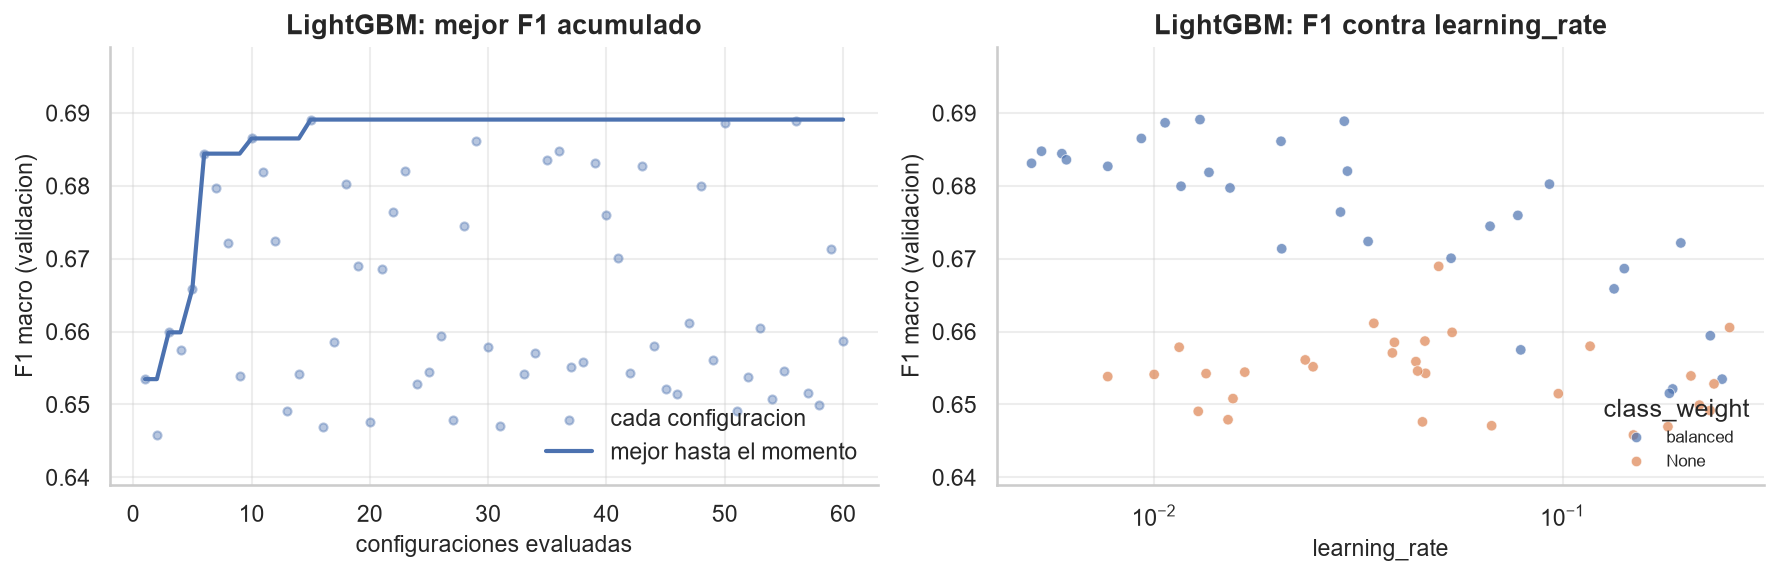 LightGBM: mejor F1 acumulado
F1 macro (validacion)
0.69
0.68
0.67
0.66
0.65
0.64
cada configuracion
mejor hasta el momento
0 10 20 30 40 50 60
configuraciones evaluadas
LightGBM: F1 contra learning_rate
F1 macro (validacion)
0.69
0.68
0.67
0.66
0.65
0.64
class_weight
balanced
None
10⁻² 10⁻¹
learning_rate